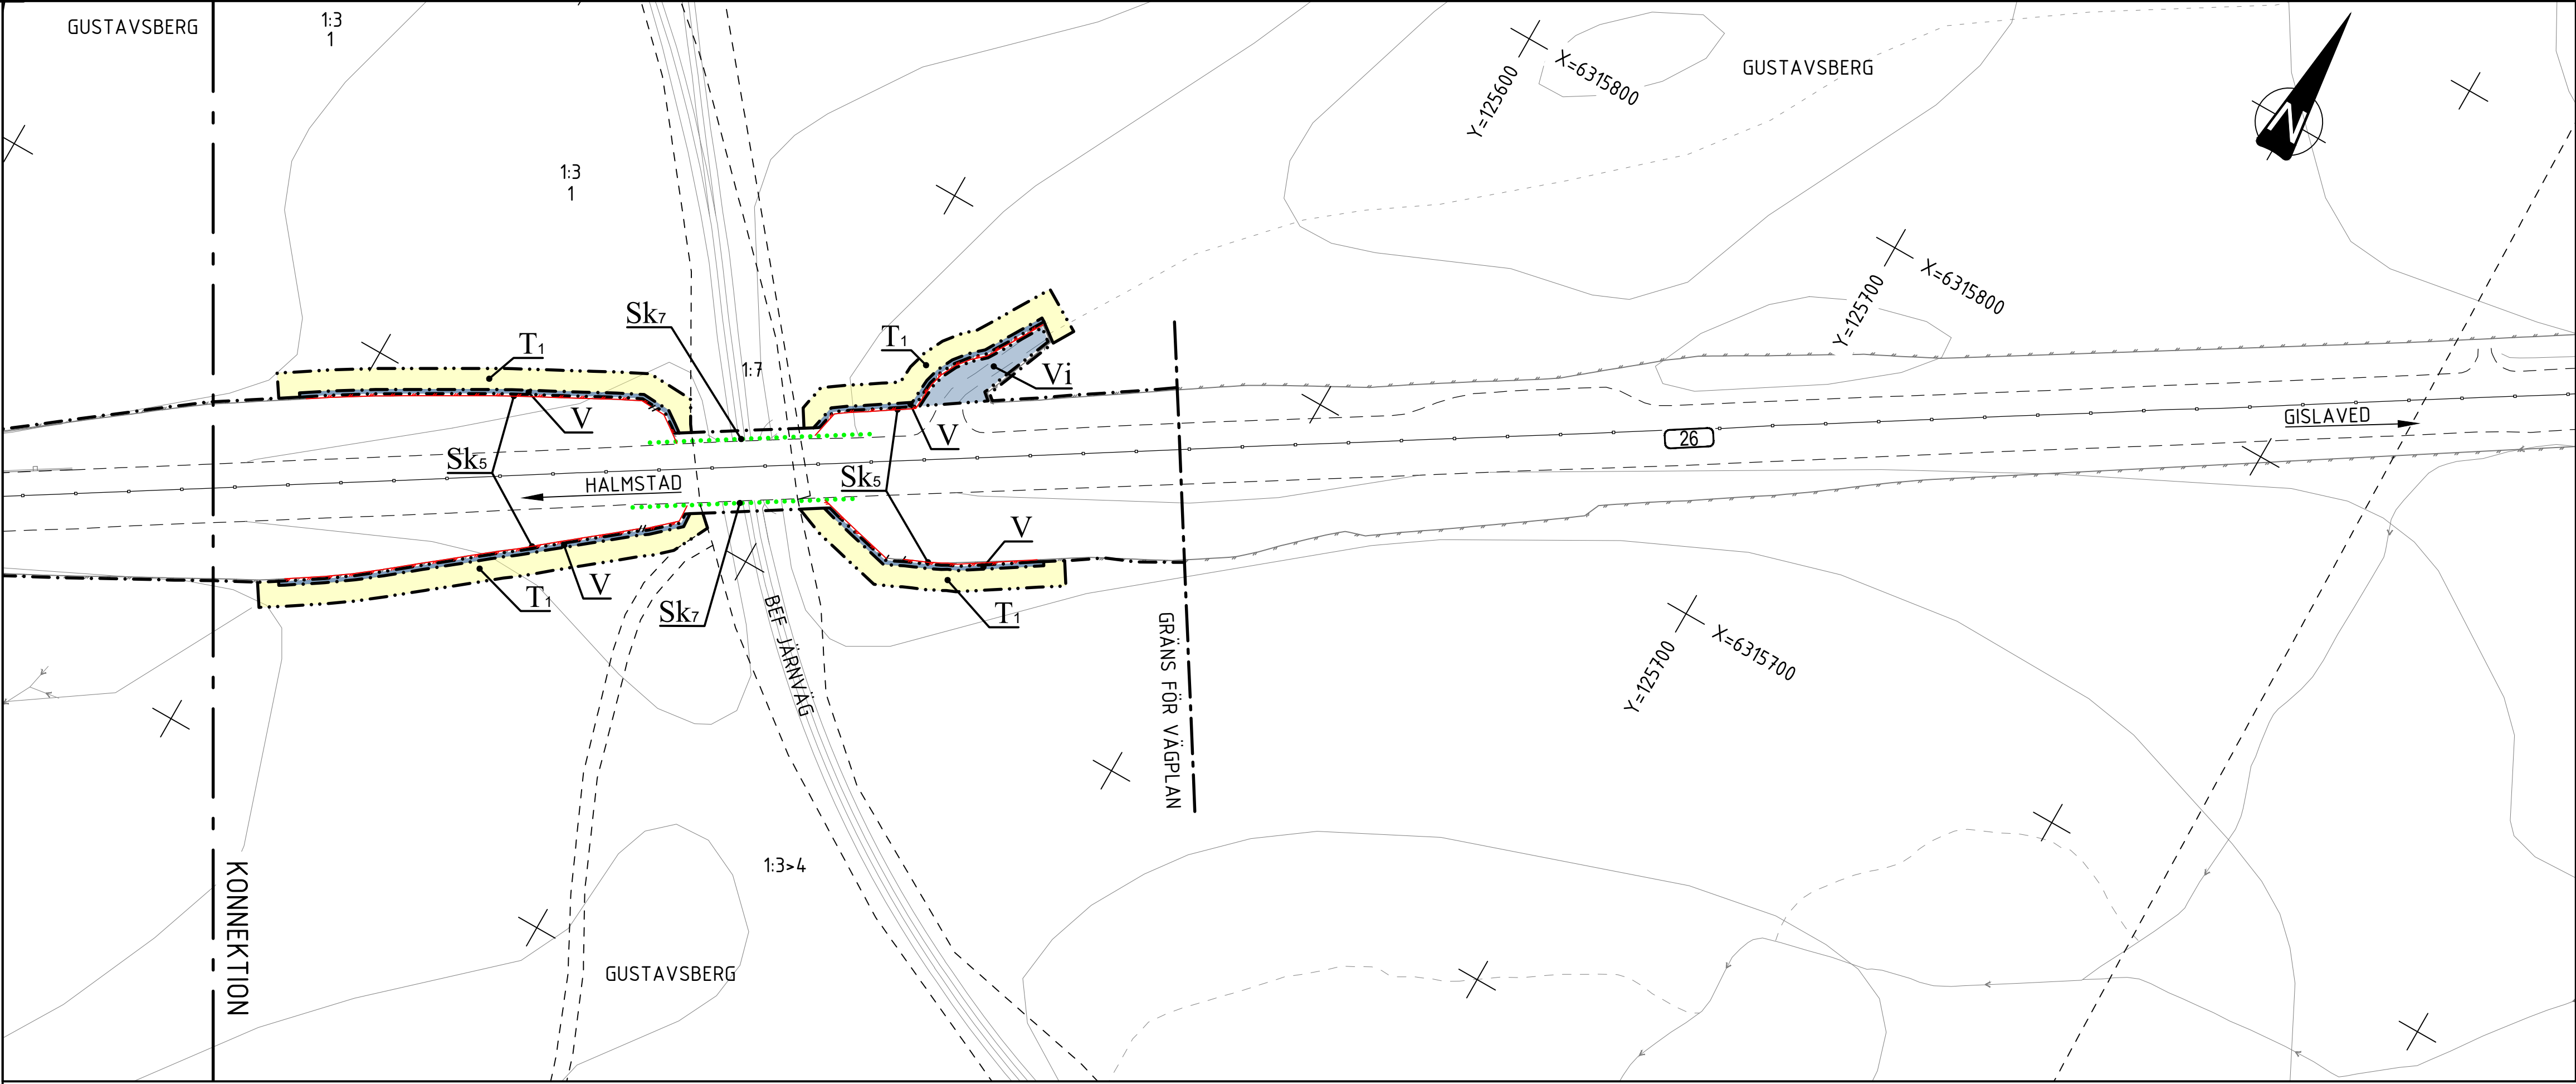 GUSTAVSBERG
1:3
1
1:3
1
Y=125600
X=6315800
GUSTAVSBERG
N
Y=125700
X=6315800
Sk7
T1
1:7
T1
Vi
V
V
Sk5
HALMSTAD
Sk5
26
GISLAVED
V
V
T1
Sk7
T1
BEF JÄRNVÄG
GRÄNS FÖR VÄGPLAN
Y=125700
X=6315700
KONNEKTION
1:3>4
GUSTAVSBERG